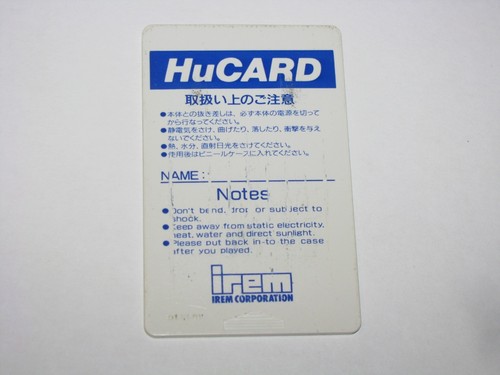 HuCARD
取扱い上のご注意
●本体との抜き差しは、必ず本体の電源を切って
から行なってください。
●静電気をさけ、曲げたり、落したり、衝撃を与え
ないでください。
●熱、水分、直射日光をさけてください。
●使用後はビニールケースに入れてください。
NAME:
Notes
● Don't bend, drop or subject to
shock.
● Keep away from static electricity,
heat, water and direct sunlight.
● Please put back in-to the case
after you played.
irem
IREM CORPORATION